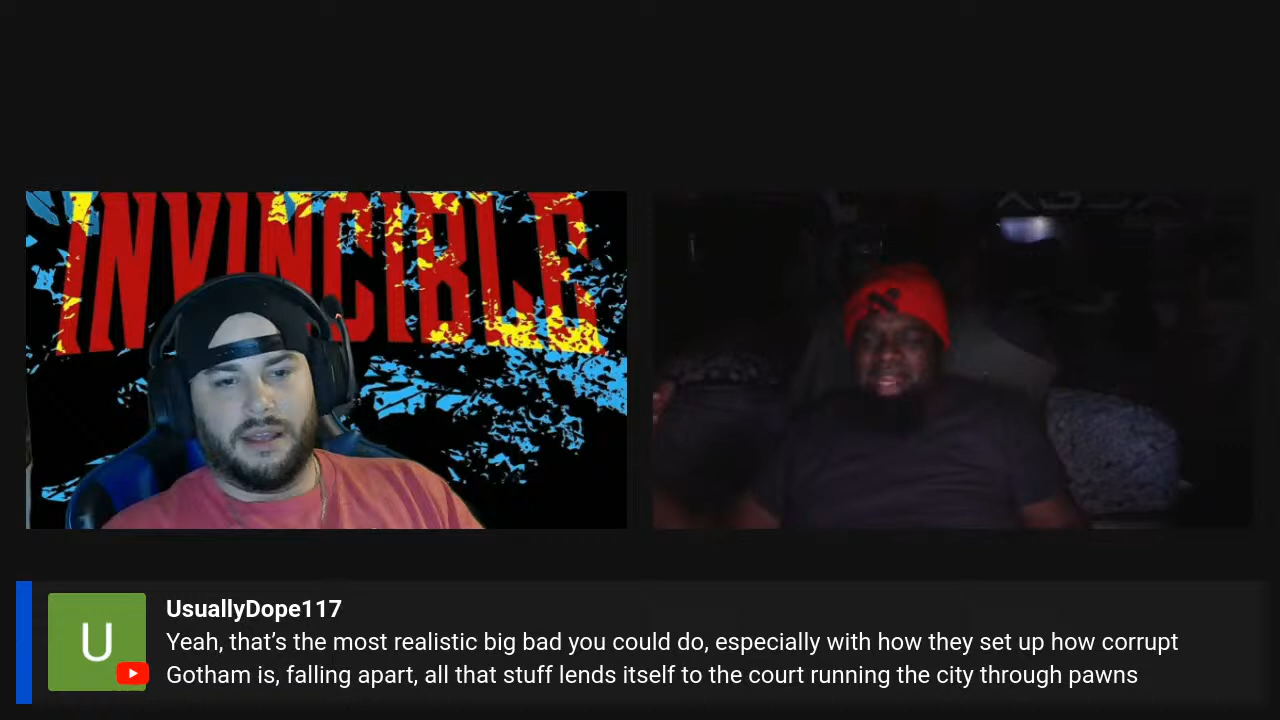 INVINCIBLE
UsuallyDope117
U
Yeah, that’s the most realistic big bad you could do, especially with how they set up how corrupt
Gotham is, falling apart, all that stuff lends itself to the court running the city through pawns